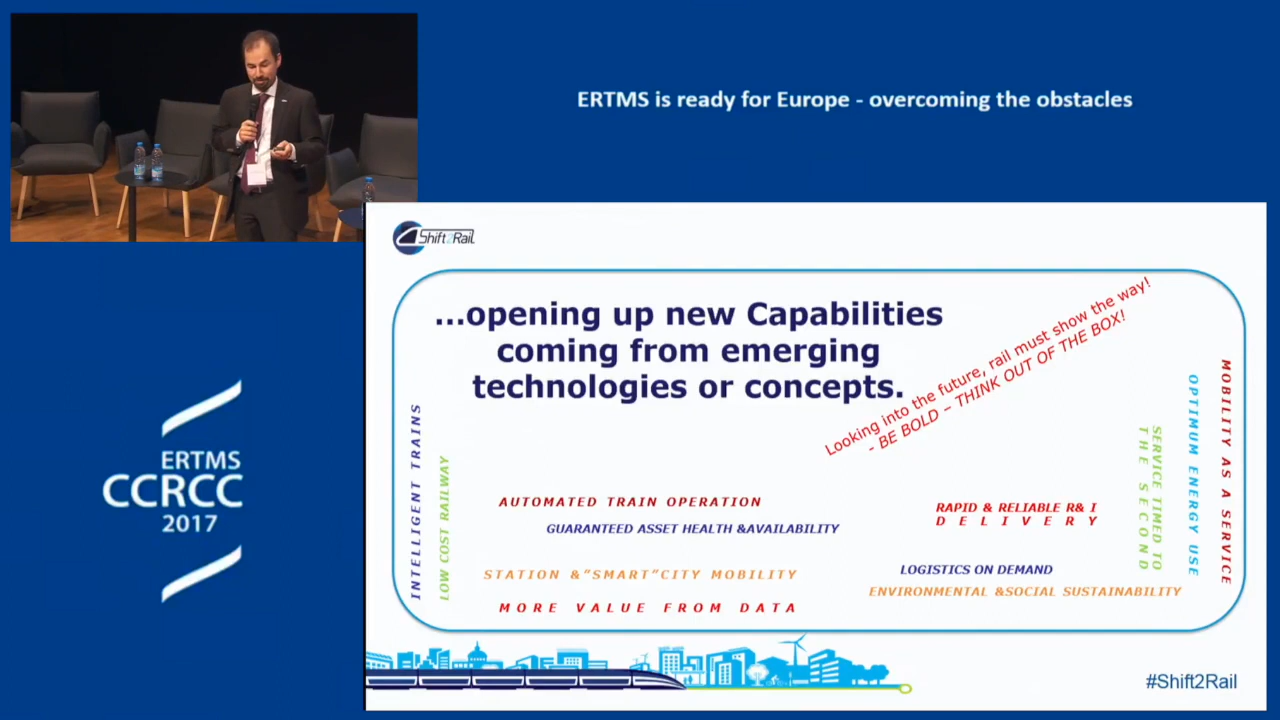 ERTMS is ready for Europe - overcoming the obstacles
Shift2Rail
...opening up new Capabilities
coming from emerging
technologies or concepts.
Looking into the future, rail must show the way!
- BE BOLD – THINK OUT OF THE BOX!
INTELLIGENT TRAINS
LOW COST RAILWAY
AUTOMATED TRAIN OPERATION
GUARANTEED ASSET HEALTH &AVAILABILITY
STATION &"SMART"CITY MOBILITY
MORE VALUE FROM DATA
RAPID & RELIABLE R& I
DELIVERY
LOGISTICS ON DEMAND
ENVIRONMENTAL &SOCIAL SUSTAINABILITY
SERVICE TIMED TO
THE SECOND
OPTIMUM ENERGY USE
MOBILITY AS A SERVICE
ERTMS
CCRCC
2017
#Shift2Rail